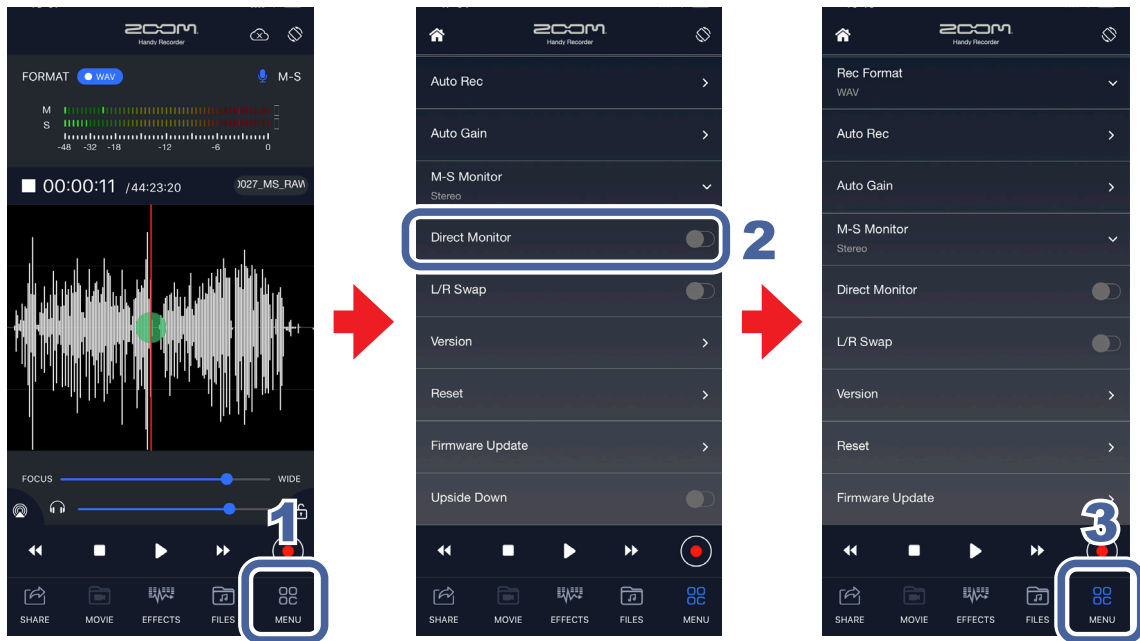 ZOOM
Handy Recorder
FORMAT
WAV
M-S
M
S
-48 -32 -18 -12 -6 0
00:00:11 /44:23:20
0027_MS_RAW
FOCUS
WIDE
1
SHARE
MOVIE
EFFECTS
FILES
MENU
ZOOM
Handy Recorder
Auto Rec
Auto Gain
M-S Monitor
Stereo
Direct Monitor
2
L/R Swap
Version
Reset
Firmware Update
Upside Down
SHARE
MOVIE
EFFECTS
FILES
MENU
ZOOM
Handy Recorder
Rec Format
WAV
Auto Rec
Auto Gain
M-S Monitor
Stereo
Direct Monitor
L/R Swap
Version
Reset
Firmware Update
3
SHARE
MOVIE
EFFECTS
FILES
MENU